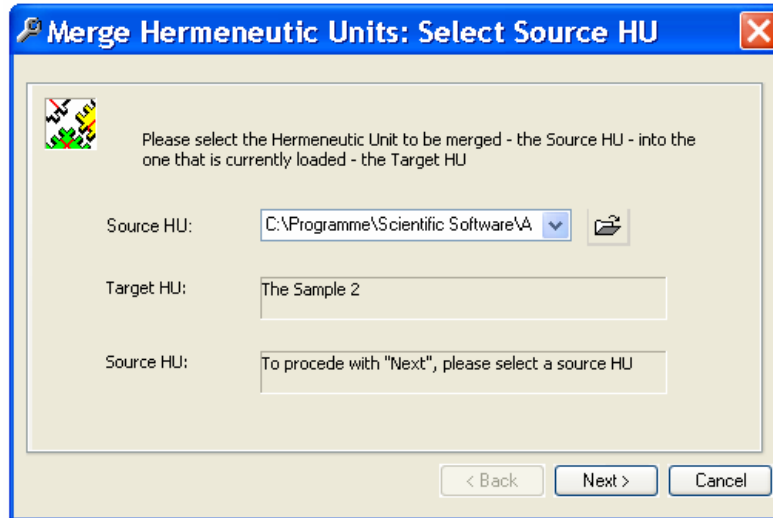 Merge Hermeneutic Units: Select Source HU
Please select the Hermeneutic Unit to be merged - the Source HU - into the
one that is currently loaded - the Target HU
Source HU: C:\Programme\Scientific Software\A
Target HU: The Sample 2
Source HU: To procede with "Next", please select a source HU
< Back Next > Cancel